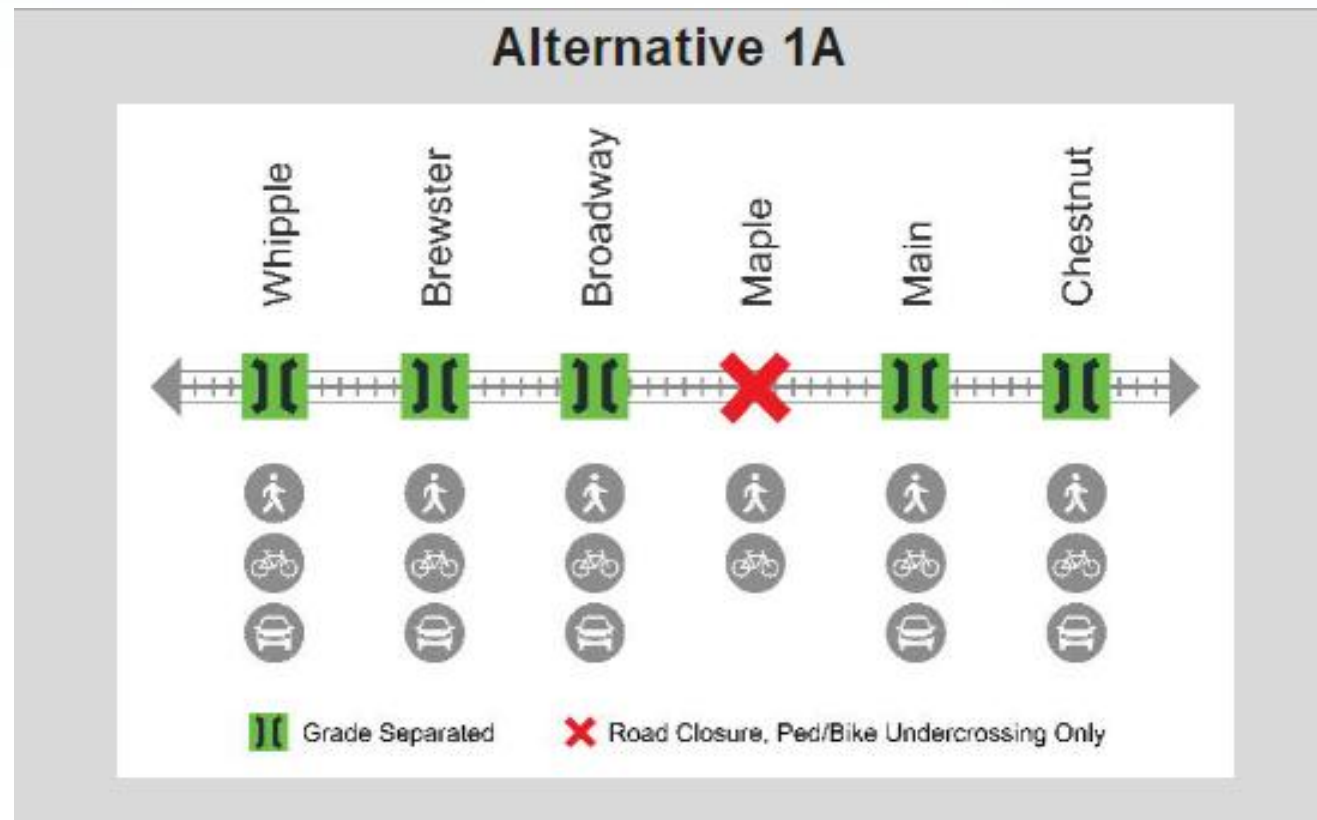 Alternative 1A
Whipple
Brewster
Broadway
Maple
Main
Chestnut
Grade Separated
Road Closure, Ped/Bike Undercrossing Only